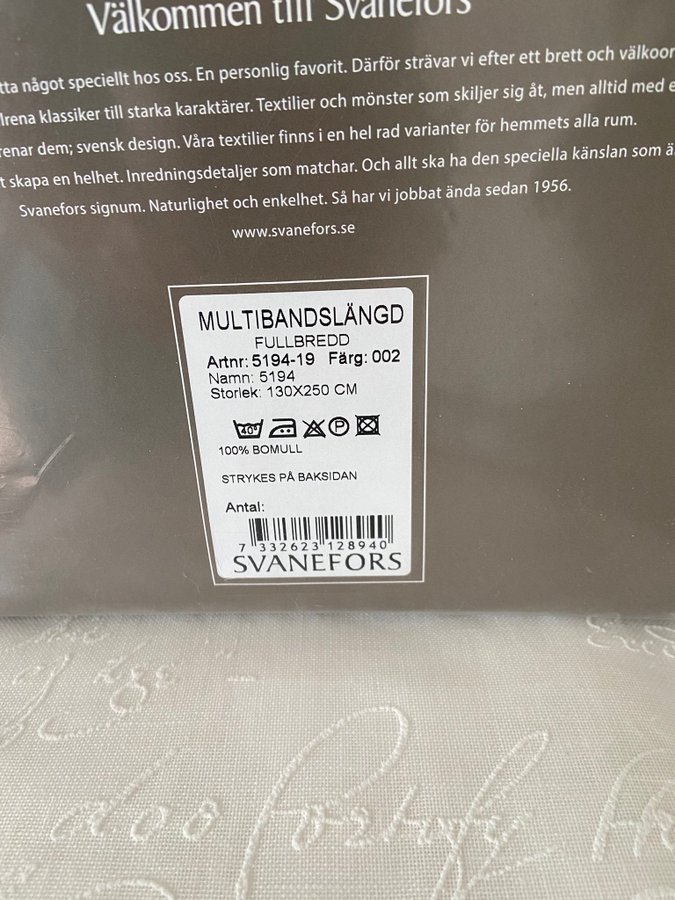 Välkommen till Svanefors
något speciellt hos oss. En personlig favorit. Därför strävar vi efter ett brett och
klassiker till starka karaktärer. Textilier och mönster som skiljer sig åt, men alltid med
dem; svensk design. Våra textilier finns i en hel rad varianter för hemmets alla rum.
skapa en helhet. Inredningsdetaljer som matchar. Och allt ska ha den speciella känslan som
Svanefors signum. Naturlighet och enkelhet. Så har vi jobbat ända sedan 1956.
www.svanefors.se
MULTIBANDSLÄNGD
FULLBREDD
Artnr: 5194-19 Färg: 002
Namn: 5194
Storlek: 130X250 CM
40° P
100% BOMULL
STRYKES PÅ BAKSIDAN
Antal:
7 332623 128940
SVANEFORS